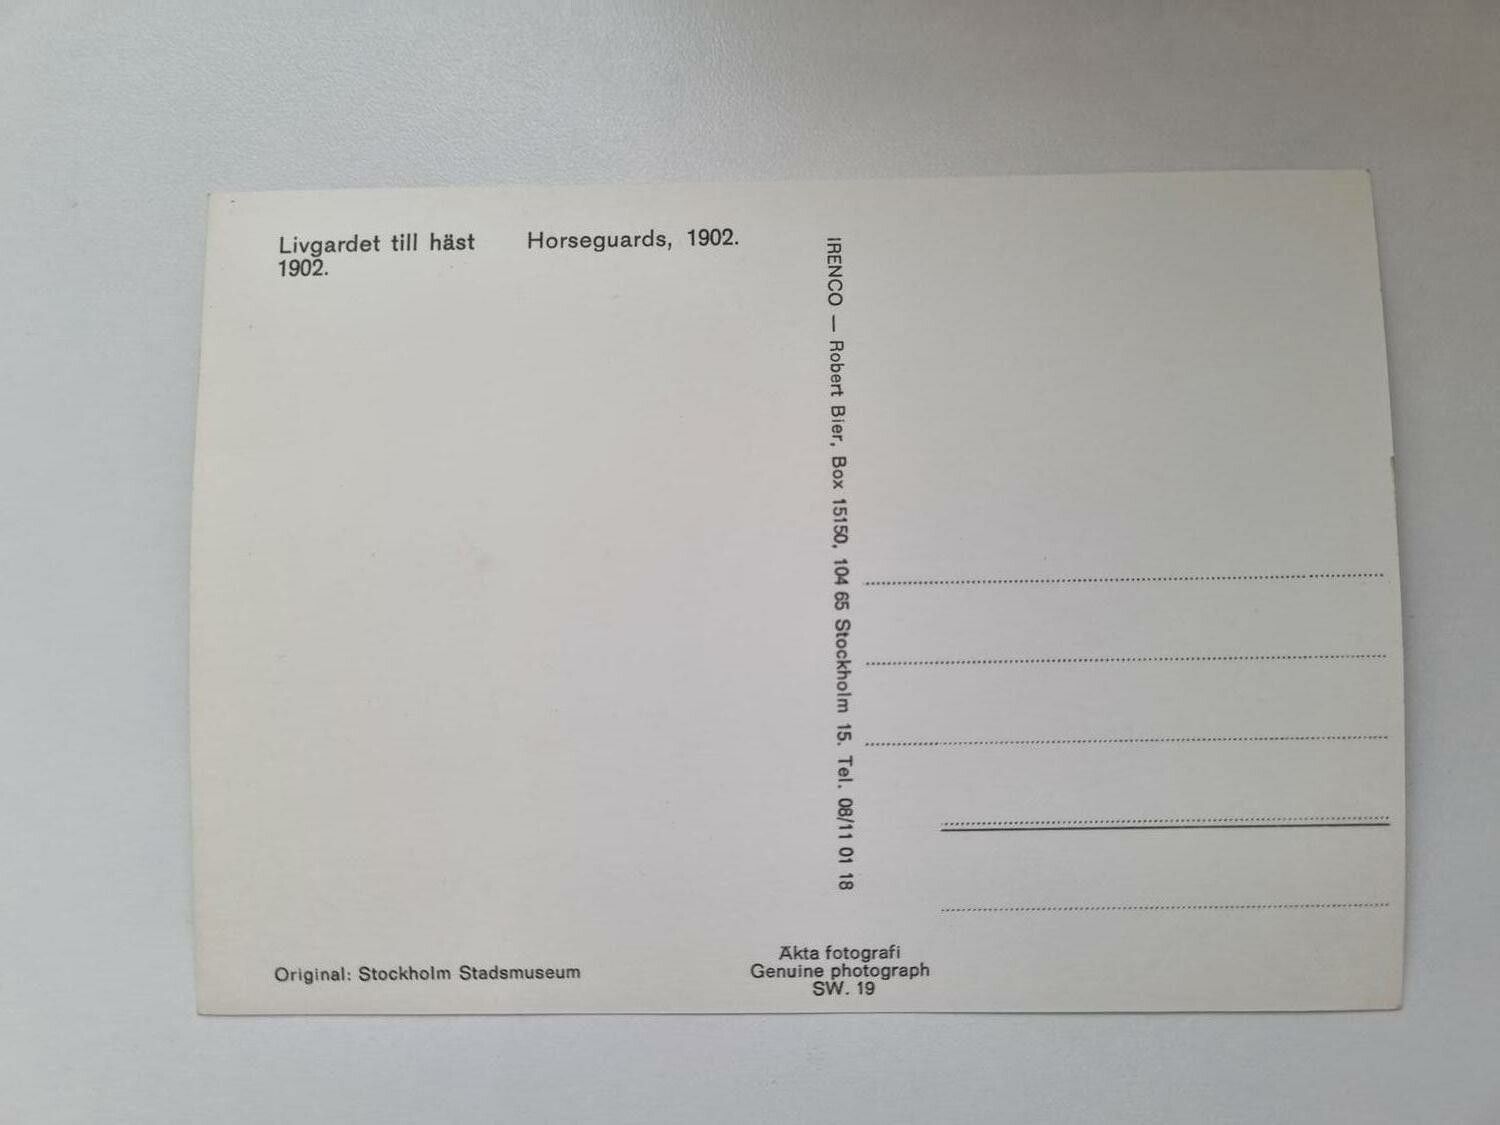 Livgardet till häst
1902.
Horseguards, 1902.
IRENCO — Robert Bier, Box 15150, 104 65 Stockholm 15. Tel. 08/11 01 18
Original: Stockholm Stadsmuseum
Äkta fotografi
Genuine photograph
SW. 19